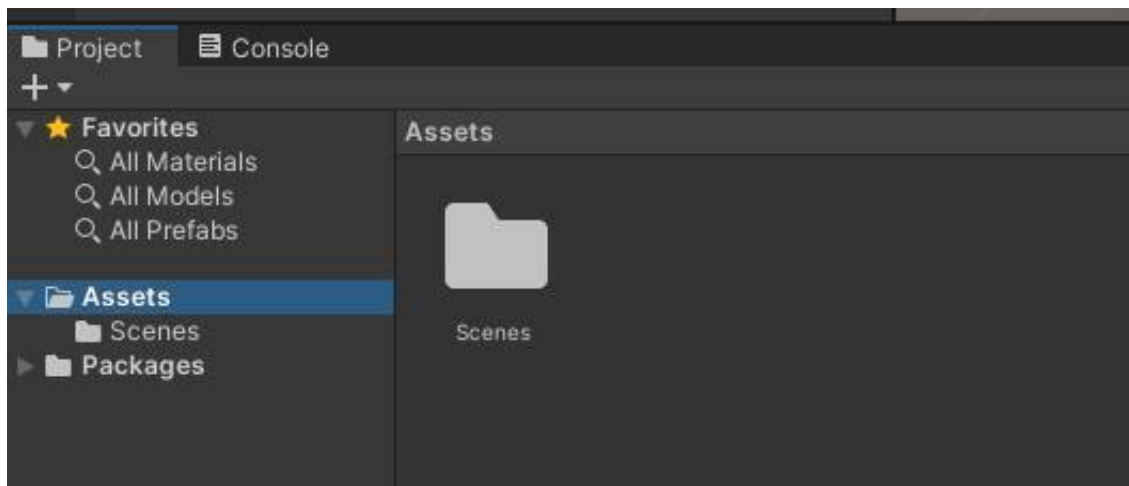 Project Console
Favorites
All Materials
All Models
All Prefabs
Assets
Scenes
Packages
Assets
Scenes